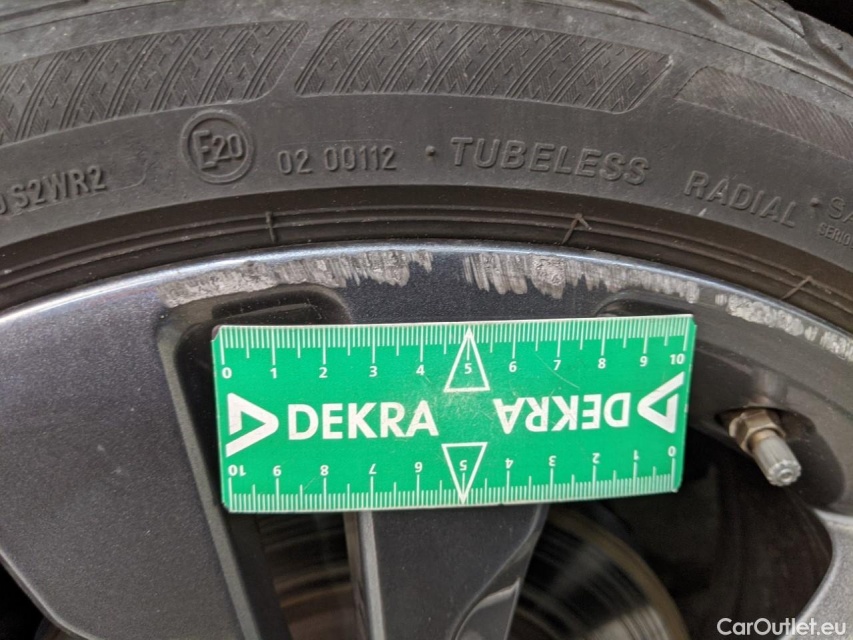 S2WR2
E20
02 00112 · TUBELESS RADIAL
0 1 2 3 4 5 6 7 8 9 10
DEKRA
DEKRA
10 9 8 7 6 5 4 3 2 1 0
CarOutlet.eu